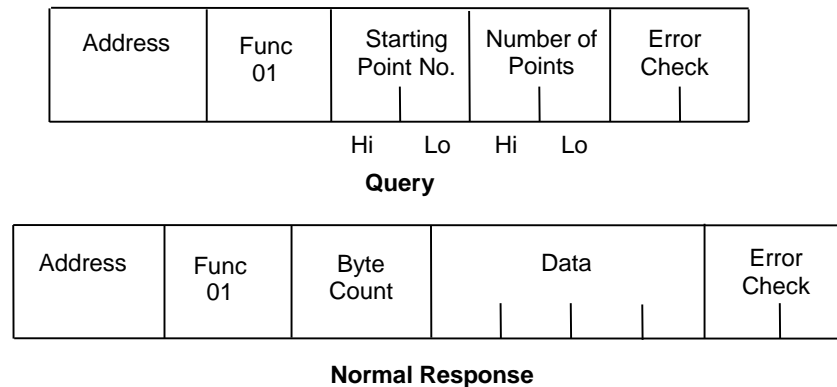 Address
Func
01
Starting
Point No.
Number of
Points
Error
Check
Hi Lo Hi Lo
Query
Address
Func
01
Byte
Count
Data
Error
Check
Normal Response